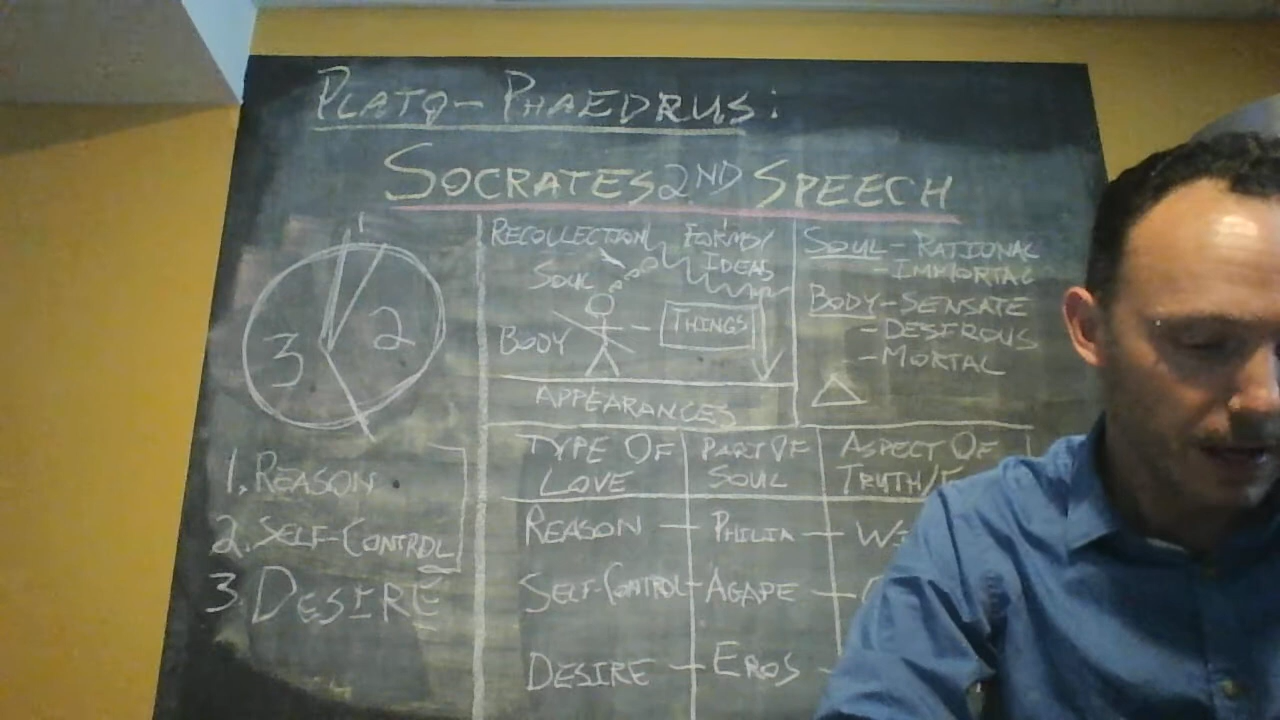 PLATO - PHAEDRUS:
SOCRATES 2ND SPEECH
1
2
3
1. REASON
2. SELF-CONTROL
3. DESIRE
RECOLLECTION FORMS/
SOUL IDEAS
BODY THINGS
APPEARANCES
SOUL - RATIONAL
- IMMORTAL
BODY - SENSATE
- DESIROUS
- MORTAL
TYPE OF PART OF ASPECT OF
LOVE SOUL TRUTH/
REASON - PHILIA -
SELF-CONTROL - AGAPE -
DESIRE - EROS -